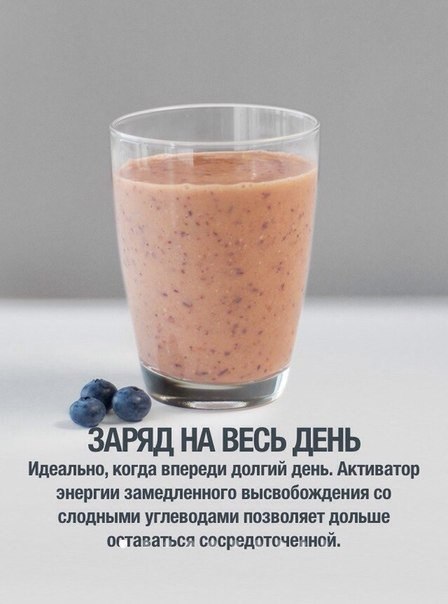 ЗАРЯД НА ВЕСЬ ДЕНЬ
Идеально, когда впереди долгий день. Активатор
энергии замедленного высвобождения со
слодными углеводами позволяет дольше
оставаться сосредоточенной.